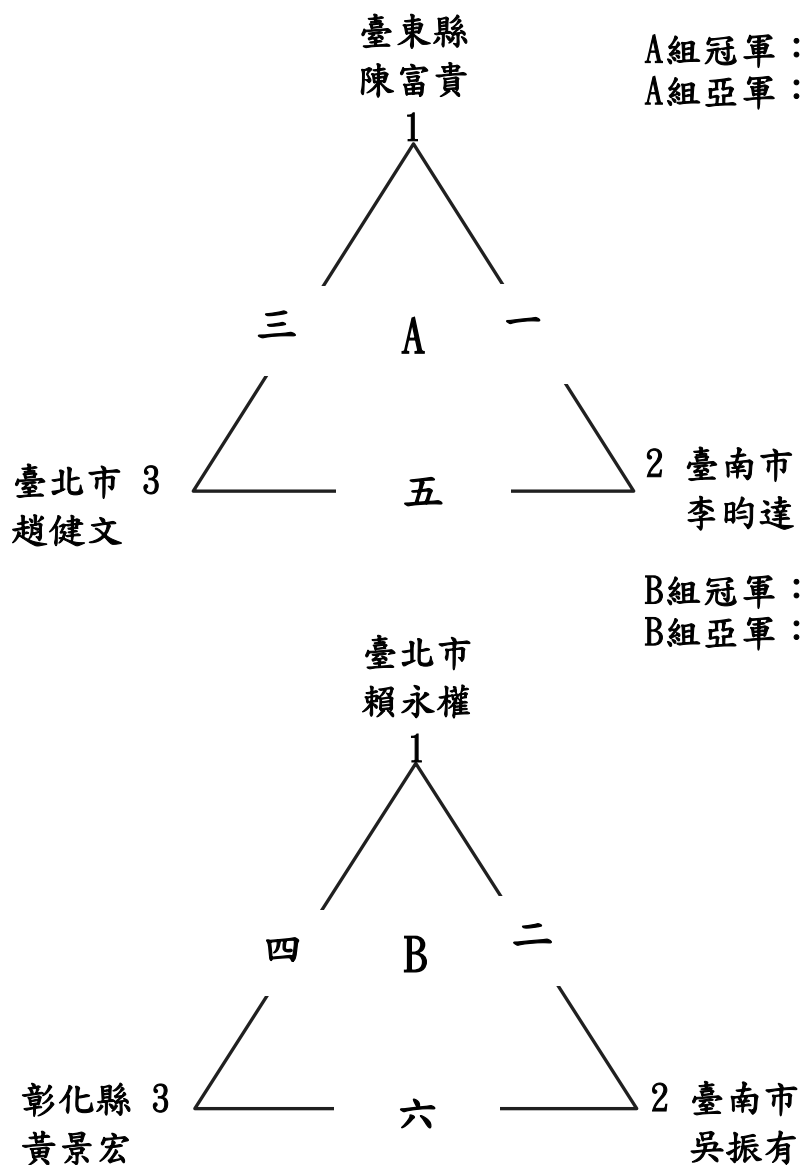 臺東縣
陳富貴
1
A組冠軍：
A組亞軍：
三
A
一
臺北市 3
趙健文
五
2 臺南市
李昀達
B組冠軍：
B組亞軍：
臺北市
賴永權
1
四
B
二
彰化縣 3
黃景宏
六
2 臺南市
吳振有